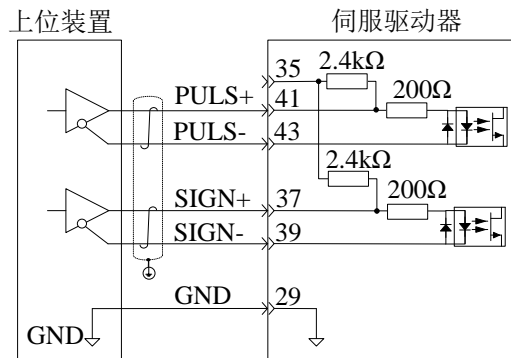 上位装置
伺服驱动器
35
2.4kΩ
PULS+
41
200Ω
PULS-
43
2.4kΩ
SIGN+
37
200Ω
SIGN-
39
GND
29
GND